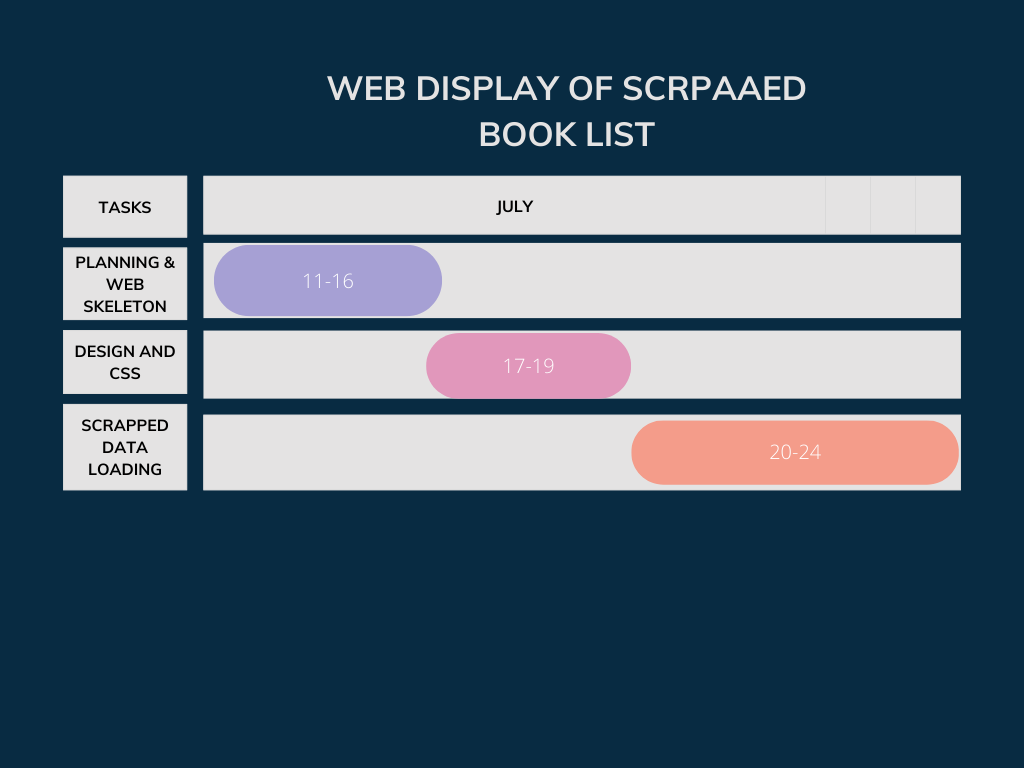 WEB DISPLAY OF SCRPAAED
BOOK LIST
TASKS
JULY
PLANNING &
WEB
SKELETON
11-16
DESIGN AND
CSS
17-19
SCRAPPED
DATA
LOADING
20-24